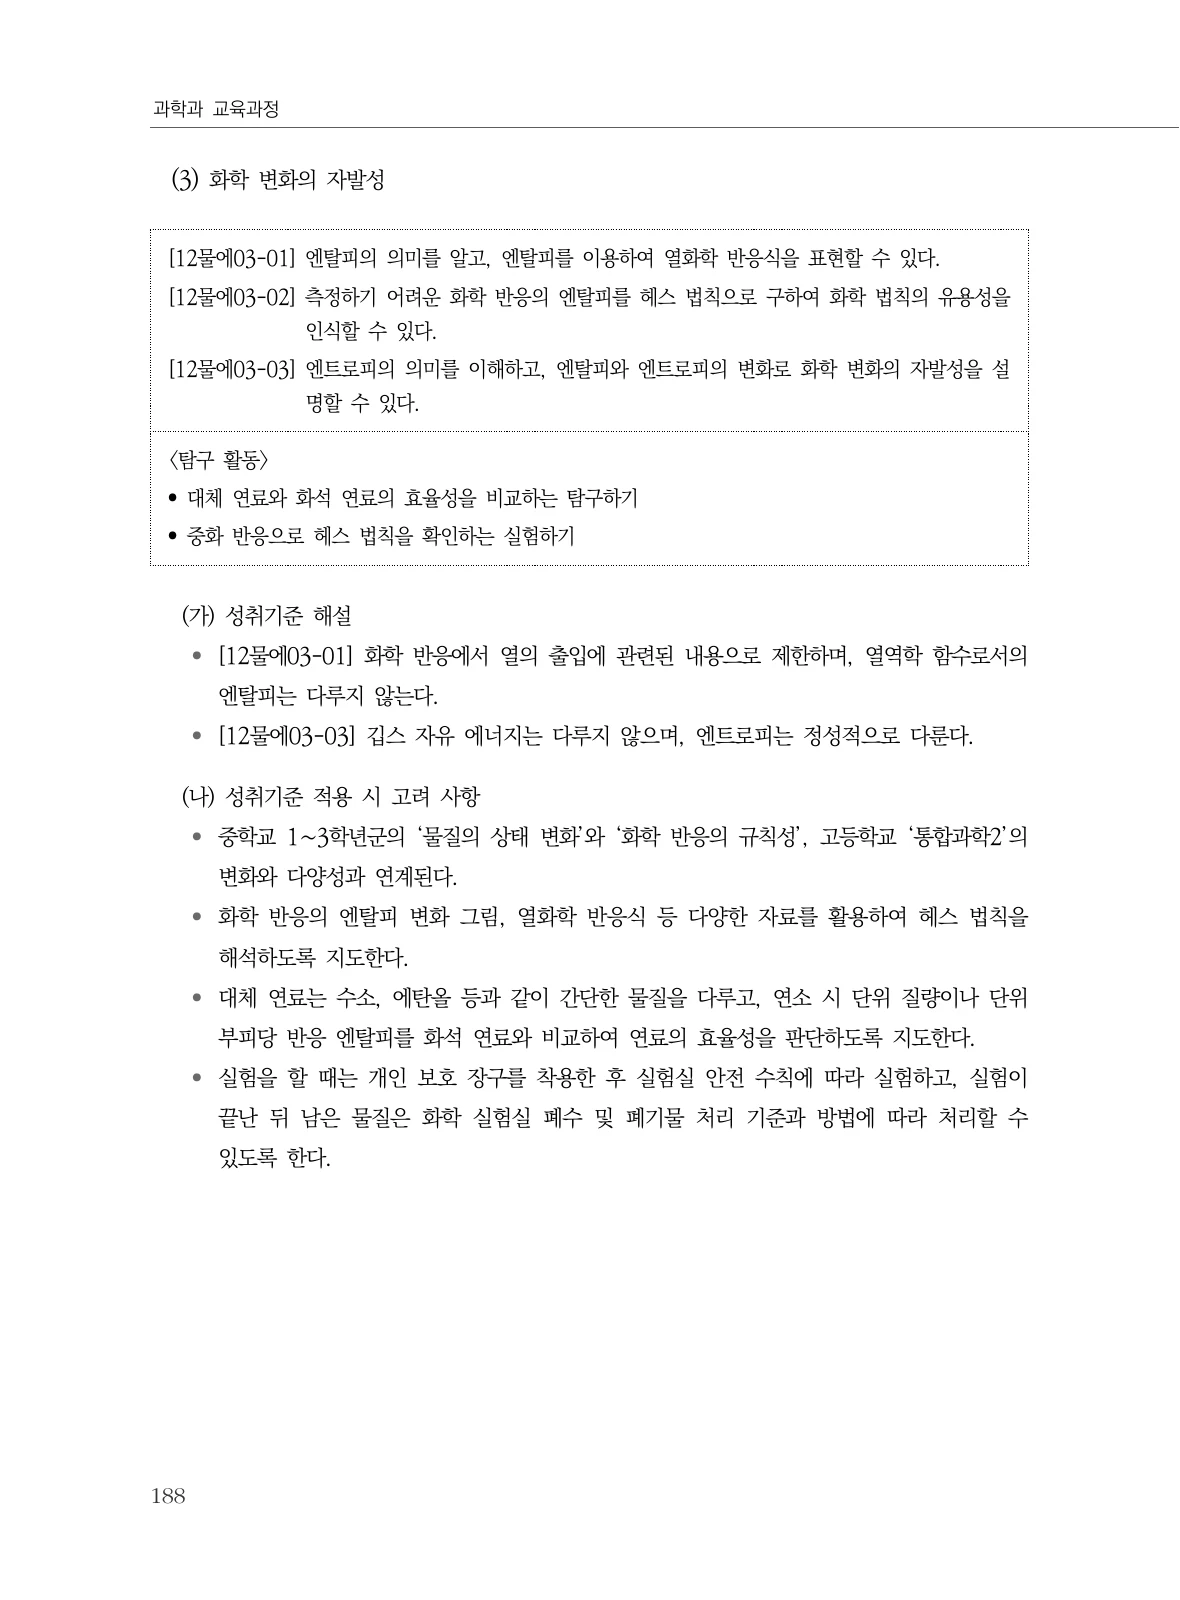 과학과 교육과정
(3) 화학 변화의 자발성
[12물에03-01] 엔탈피의 의미를 알고, 엔탈피를 이용하여 열화학 반응식을 표현할 수 있다.
[12물에03-02] 측정하기 어려운 화학 반응의 엔탈피를 헤스 법칙으로 구하여 화학 법칙의 유용성을
인식할 수 있다.
[12물에03-03] 엔트로피의 의미를 이해하고, 엔탈피와 엔트로피의 변화로 화학 변화의 자발성을 설
명할 수 있다.
〈탐구 활동〉
• 대체 연료와 화석 연료의 효율성을 비교하는 탐구하기
• 중화 반응으로 헤스 법칙을 확인하는 실험하기
(가) 성취기준 해설
• [12물에03-01] 화학 반응에서 열의 출입에 관련된 내용으로 제한하며, 열역학 함수로서의
엔탈피는 다루지 않는다.
• [12물에03-03] 깁스 자유 에너지는 다루지 않으며, 엔트로피는 정성적으로 다룬다.
(나) 성취기준 적용 시 고려 사항
• 중학교 1~3학년군의 ‘물질의 상태 변화’와 ‘화학 반응의 규칙성’, 고등학교 ‘통합과학2’의
변화와 다양성과 연계된다.
• 화학 반응의 엔탈피 변화 그림, 열화학 반응식 등 다양한 자료를 활용하여 헤스 법칙을
해석하도록 지도한다.
• 대체 연료는 수소, 에탄올 등과 같이 간단한 물질을 다루고, 연소 시 단위 질량이나 단위
부피당 반응 엔탈피를 화석 연료와 비교하여 연료의 효율성을 판단하도록 지도한다.
• 실험을 할 때는 개인 보호 장구를 착용한 후 실험실 안전 수칙에 따라 실험하고, 실험이
끝난 뒤 남은 물질은 화학 실험실 폐수 및 폐기물 처리 기준과 방법에 따라 처리할 수
있도록 한다.
188